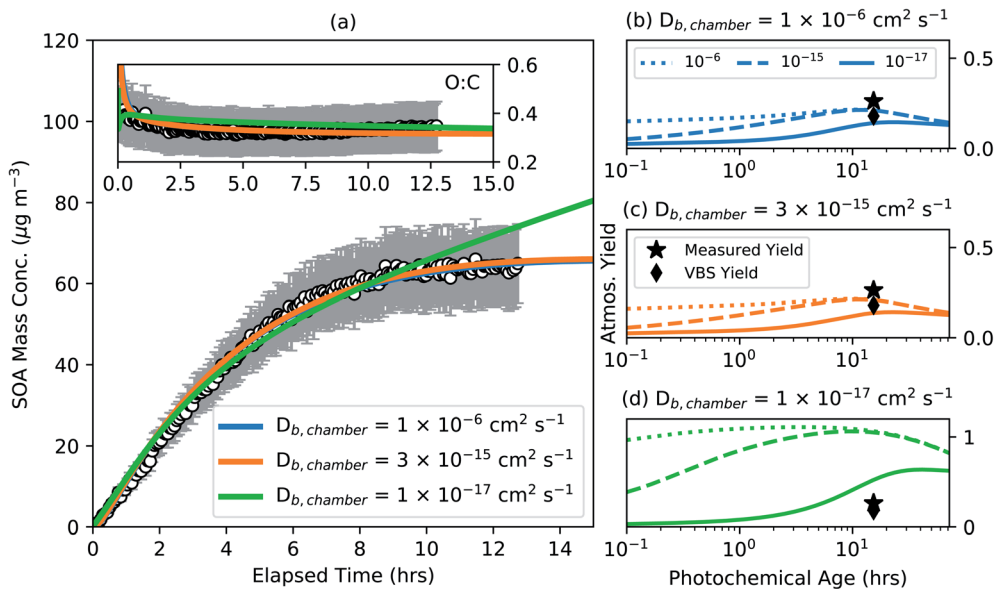 (a)
120
100
80
60
40
20
0
SOA Mass Conc. (μg m⁻³)
0 2 4 6 8 10 12 14
Elapsed Time (hrs)
O:C
0.6
0.4
0.2
0.0 2.5 5.0 7.5 10.0 12.5 15.0
D_b,chamber = 1 × 10⁻⁶ cm² s⁻¹
D_b,chamber = 3 × 10⁻¹⁵ cm² s⁻¹
D_b,chamber = 1 × 10⁻¹⁷ cm² s⁻¹
(b) D_b,chamber = 1 × 10⁻⁶ cm² s⁻¹
10⁻⁶ 10⁻¹⁵ 10⁻¹⁷
0.5
0.0
10⁻¹ 10⁰ 10¹
(c) D_b,chamber = 3 × 10⁻¹⁵ cm² s⁻¹
Measured Yield
VBS Yield
Atmos. Yield
0.5
0.0
10⁻¹ 10⁰ 10¹
(d) D_b,chamber = 1 × 10⁻¹⁷ cm² s⁻¹
1
0
10⁻¹ 10⁰ 10¹
Photochemical Age (hrs)